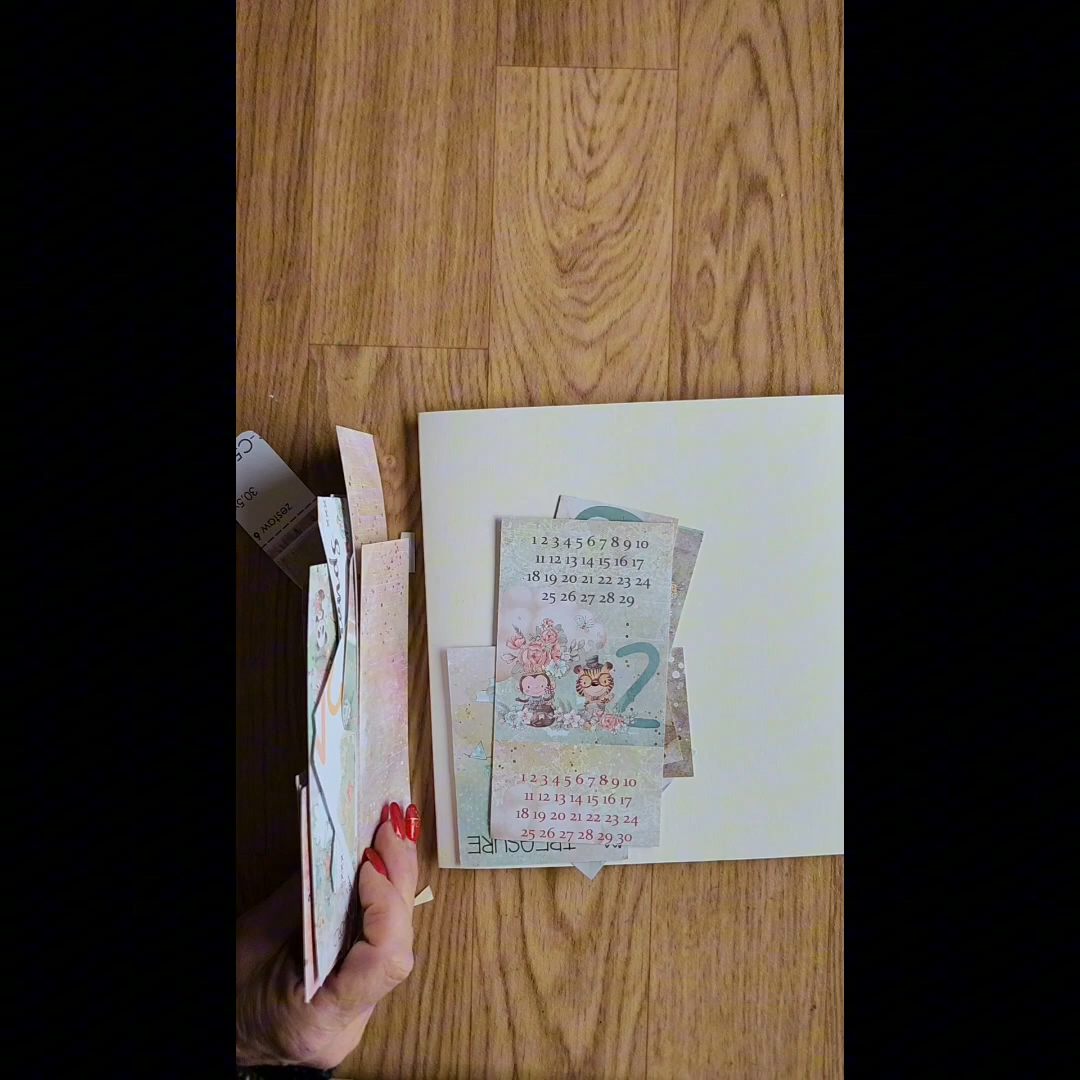 1 2 3 4 5 6 7 8 9 10
11 12 13 14 15 16 17
18 19 20 21 22 23 24
25 26 27 28 29
2
1 2 3 4 5 6 7 8 9 10
11 12 13 14 15 16 17
18 19 20 21 22 23 24
25 26 27 28 29 30
TREASURE
30,5
zestaw 6